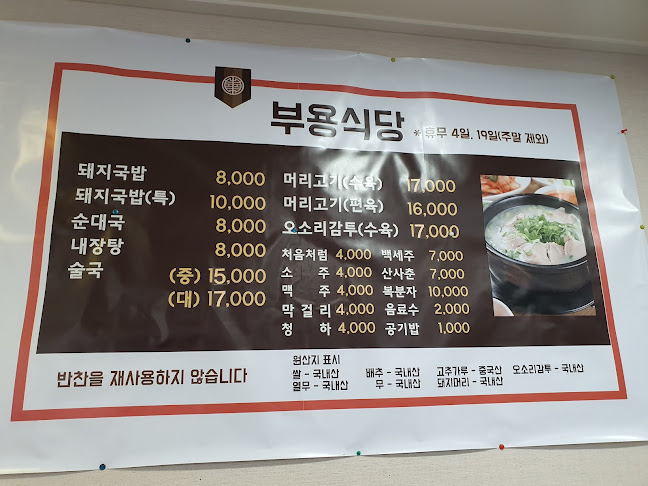 부용식당 * 휴무 4일, 19일(주말 제외)
돼지국밥 8,000
돼지국밥(특) 10,000
순대국 8,000
내장탕 8,000
술국 (중) 15,000
(대) 17,000
머리고기(수육) 17,000
머리고기(편육) 16,000
오소리감투(수육) 17,000
처음처럼 4,000 백세주 7,000
소주 4,000 산사춘 7,000
맥주 4,000 복분자 10,000
막걸리 4,000 음료수 2,000
청하 4,000 공기밥 1,000
반찬을 재사용하지 않습니다
원산지 표시
쌀 - 국내산 배추 - 국내산 고추가루 - 중국산 오소리감투 - 국내산
열무 - 국내산 무 - 국내산 돼지머리 - 국내산